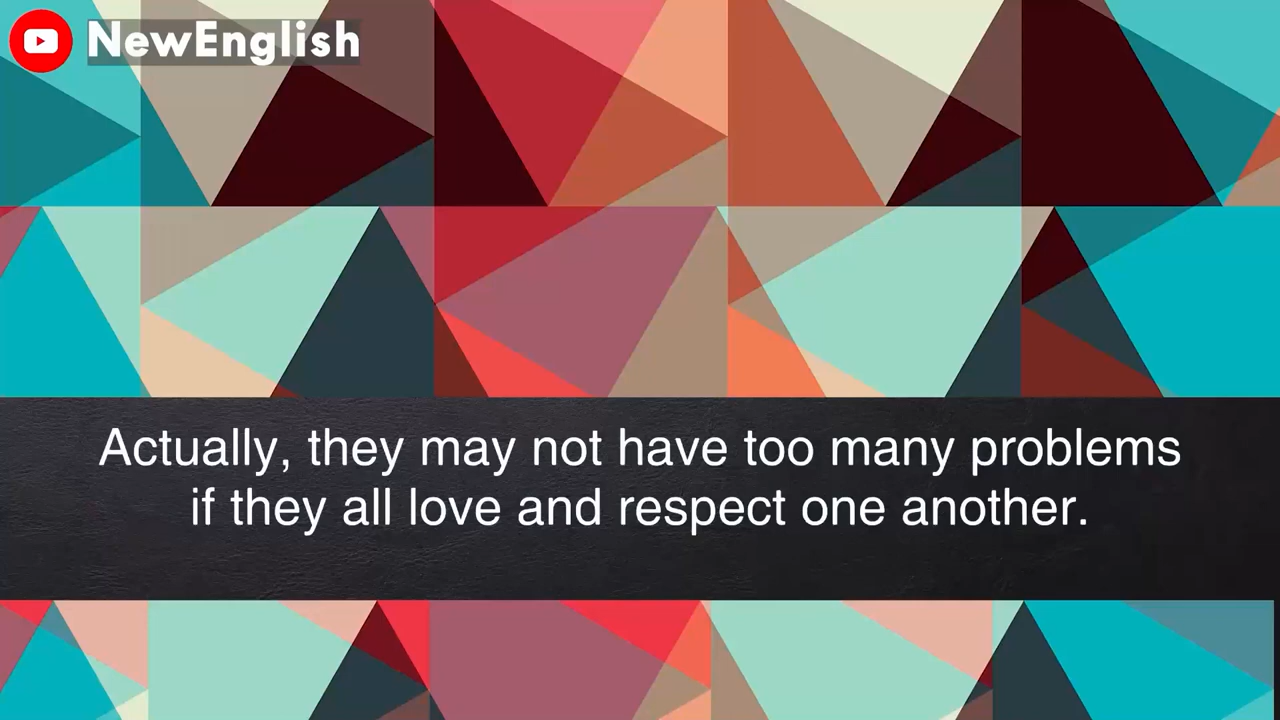 NewEnglish
Actually, they may not have too many problems
if they all love and respect one another.